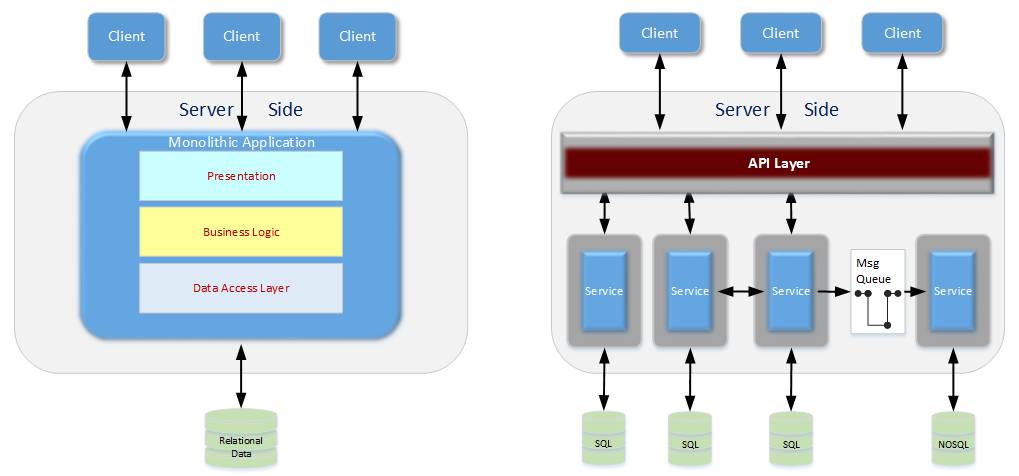 Client
Client
Client
Server Side
Monolithic Application
Presentation
Business Logic
Data Access Layer
Relational
Data
Client
Client
Client
Server Side
API Layer
Service
Service
Service
Msg
Queue
Service
SQL
SQL
SQL
NOSQL